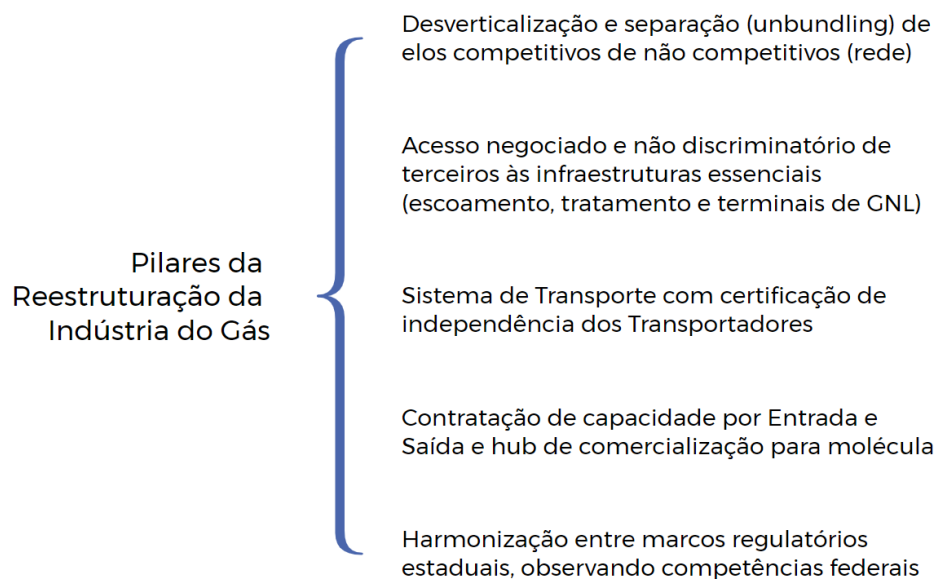 Pilares da
Reestruturação da
Indústria do Gás
Desverticalização e separação (unbundling) de
elos competitivos de não competitivos (rede)
Acesso negociado e não discriminatório de
terceiros às infraestruturas essenciais
(escoamento, tratamento e terminais de GNL)
Sistema de Transporte com certificação de
independência dos Transportadores
Contratação de capacidade por Entrada e
Saída e hub de comercialização para molécula
Harmonização entre marcos regulatórios
estaduais, observando competências federais